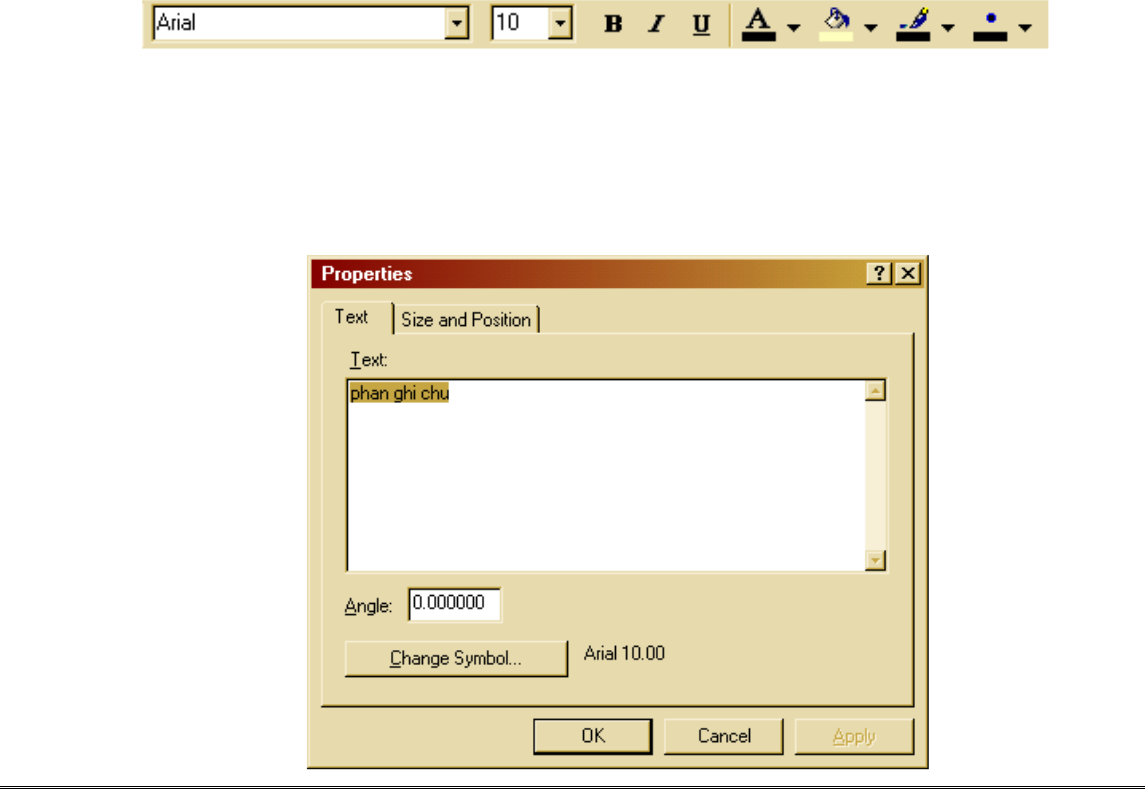 Arial 10 B I U A
Properties
Text Size and Position
Text:
phan ghi chu
Angle: 0.000000
Change Symbol... Arial 10.00
OK Cancel Apply